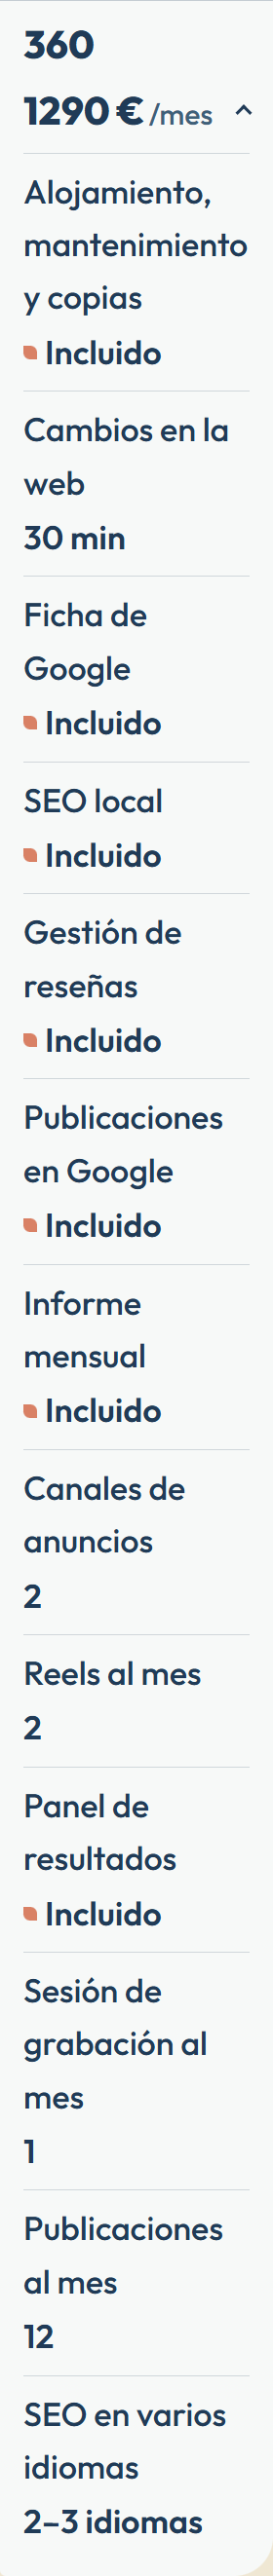 360
1290 € /mes
Alojamiento,
mantenimiento
y copias
Incluido
Cambios en la
web
30 min
Ficha de
Google
Incluido
SEO local
Incluido
Gestión de
reseñas
Incluido
Publicaciones
en Google
Incluido
Informe
mensual
Incluido
Canales de
anuncios
2
Reels al mes
2
Panel de
resultados
Incluido
Sesión de
grabación al
mes
1
Publicaciones
al mes
12
SEO en varios
idiomas
2–3 idiomas